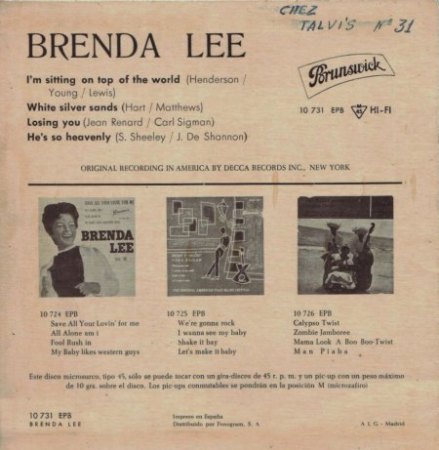 CHEZ
TALVI'S Nº 31
BRENDA LEE
I'm sitting on top of the world (Henderson /
Young / Lewis)
White silver sands (Hart / Matthews)
Losing you (Jean Renard / Carl Sigman)
He's so heavenly (S. Sheeley / J. De Shannon)
Brunswick
10 731 EPB 45 HI-FI
ORIGINAL RECORDING IN AMERICA BY DECCA RECORDS INC., NEW YORK
BRENDA
LEE
10 724 EPB
Save All Your Lovin' for me
All Alone am i
Fool Rush in
My Baby likes western guys
10 725 EPB
We're gonna rock
I wanna see my baby
Shake it bay
Let's make it baby
10 726 EPB
Calypso Twist
Zombie Jamboree
Mama Look A Boo Boo-Twist
Man Piaba
Este disco microsurco, tipo 45, sólo se puede tocar con un gira-discos de 45 r. p. m. y un pic-up con un peso máximo
de 10 grs. sobre el disco. Los pic-ups conmutables se pondrán en la posición M (microzafiro)
10 731 EPB
BRENDA LEE
Impreso en España
Distribuido por Fonogram, S. A.
A L G - Madrid